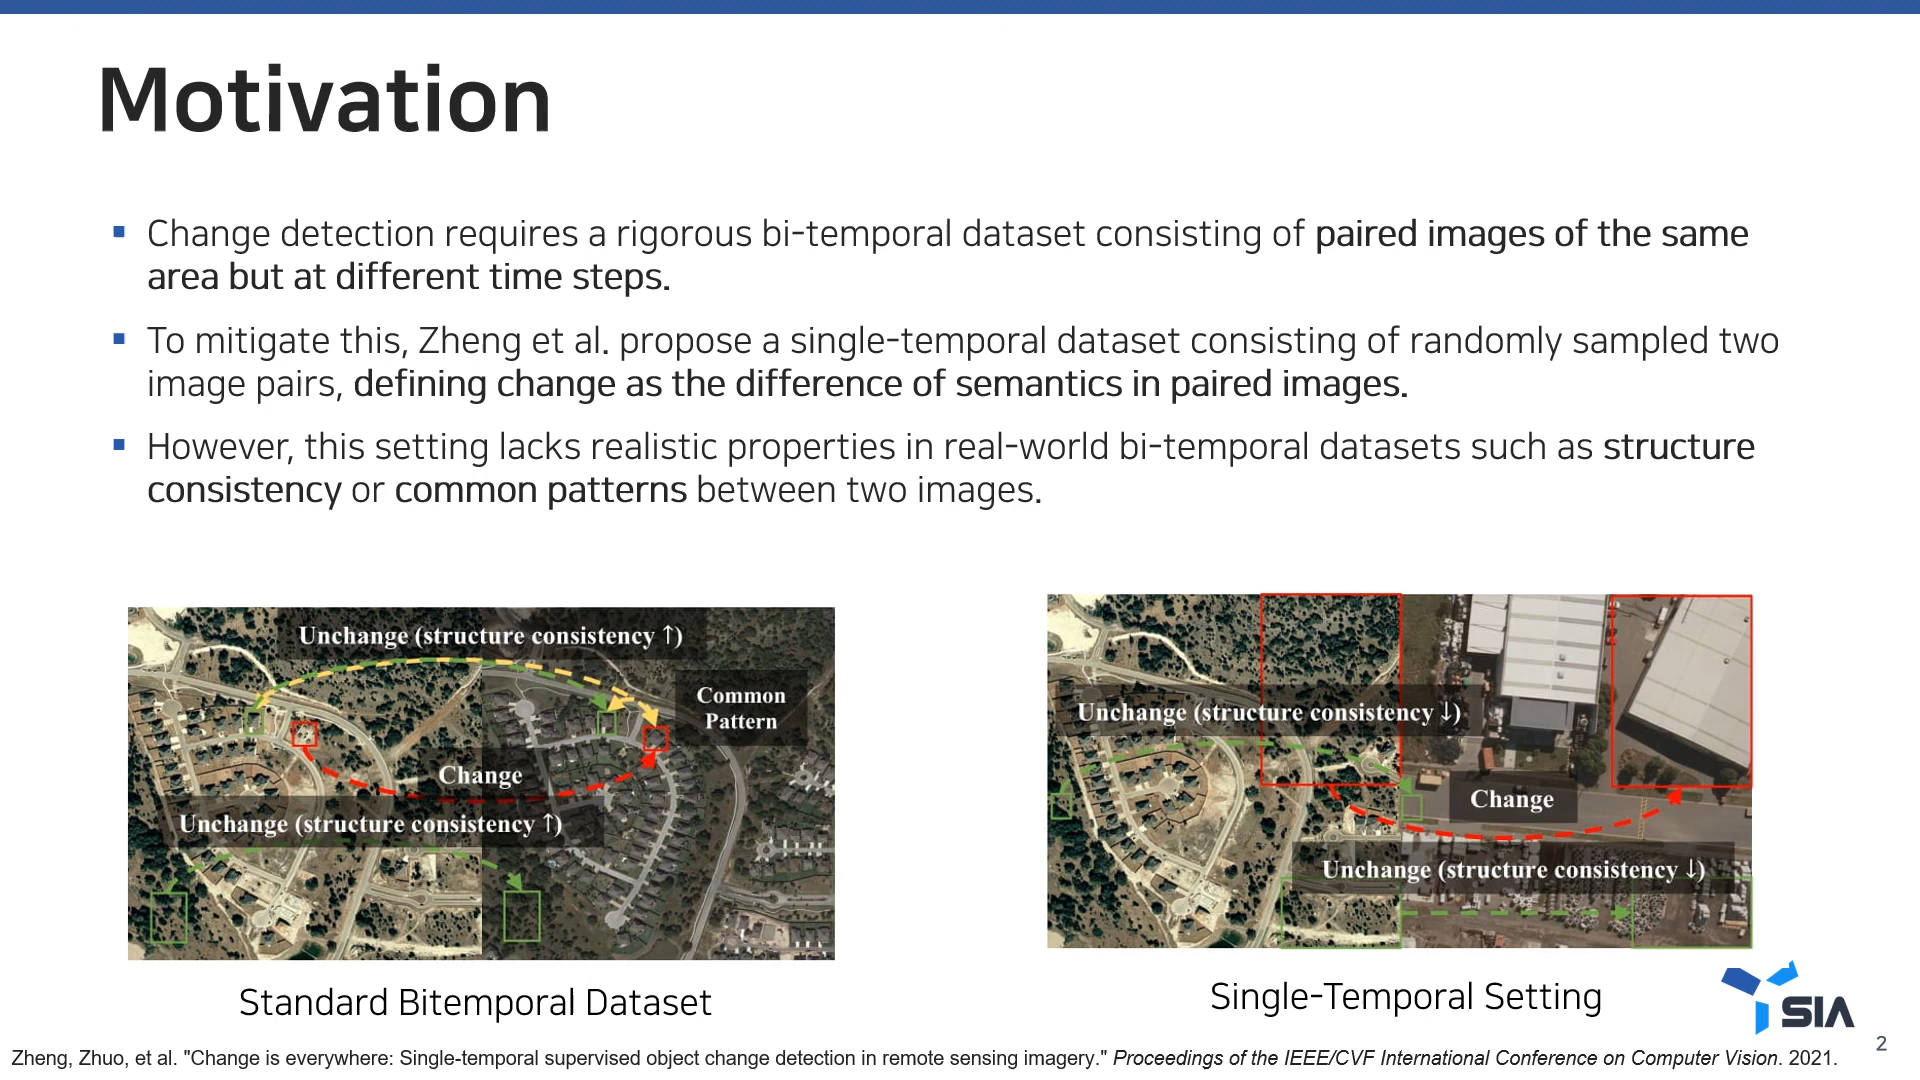 Motivation
▪ Change detection requires a rigorous bi-temporal dataset consisting of paired images of the same
area but at different time steps.
▪ To mitigate this, Zheng et al. propose a single-temporal dataset consisting of randomly sampled two
image pairs, defining change as the difference of semantics in paired images.
▪ However, this setting lacks realistic properties in real-world bi-temporal datasets such as structure
consistency or common patterns between two images.
Unchange (structure consistency ↑)
Common
Pattern
Change
Unchange (structure consistency ↑)
Standard Bitemporal Dataset
Unchange (structure consistency ↓)
Change
Unchange (structure consistency ↓)
Single-Temporal Setting
SIA
Zheng, Zhuo, et al. "Change is everywhere: Single-temporal supervised object change detection in remote sensing imagery." Proceedings of the IEEE/CVF International Conference on Computer Vision. 2021.
2